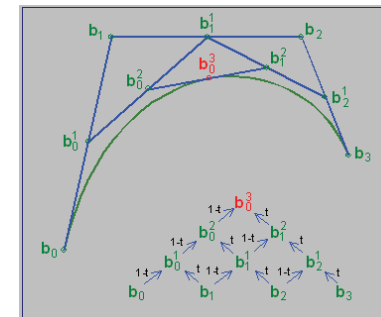 b₁ b₁¹ b₂
b₀³
b₀² b₁²
b₀¹ b₂¹
b₃
b₀
b₀³
1-t t
b₀² b₁²
1-t t 1-t t
b₀¹ b₁¹ b₂¹
1-t t 1-t t 1-t t
b₀ b₁ b₂ b₃